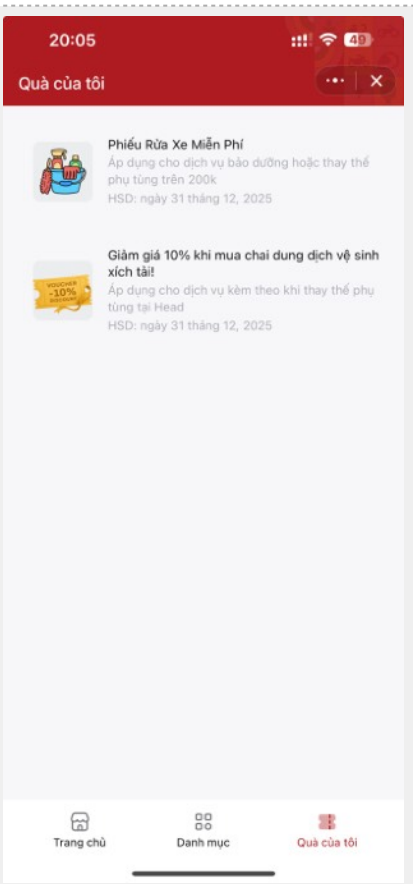 20:05
49
Quà của tôi
Phiếu Rửa Xe Miễn Phí
Áp dụng cho dịch vụ bảo dưỡng hoặc thay thế
phụ tùng trên 200k
HSD: ngày 31 tháng 12, 2025
Giảm giá 10% khi mua chai dung dịch vệ sinh
xích tải!
VOUCHER
-10%
DISCOUNT
Áp dụng cho dịch vụ kèm theo khi thay thế phụ
tùng tại Head
HSD: ngày 31 tháng 12, 2025
Trang chủ
Danh mục
Quà của tôi